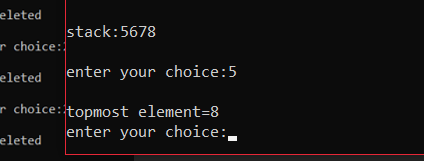 eleted
stack:5678
r choice:
enter your choice:5
eleted
r choice:
topmost element=8
enter your choice:
eleted